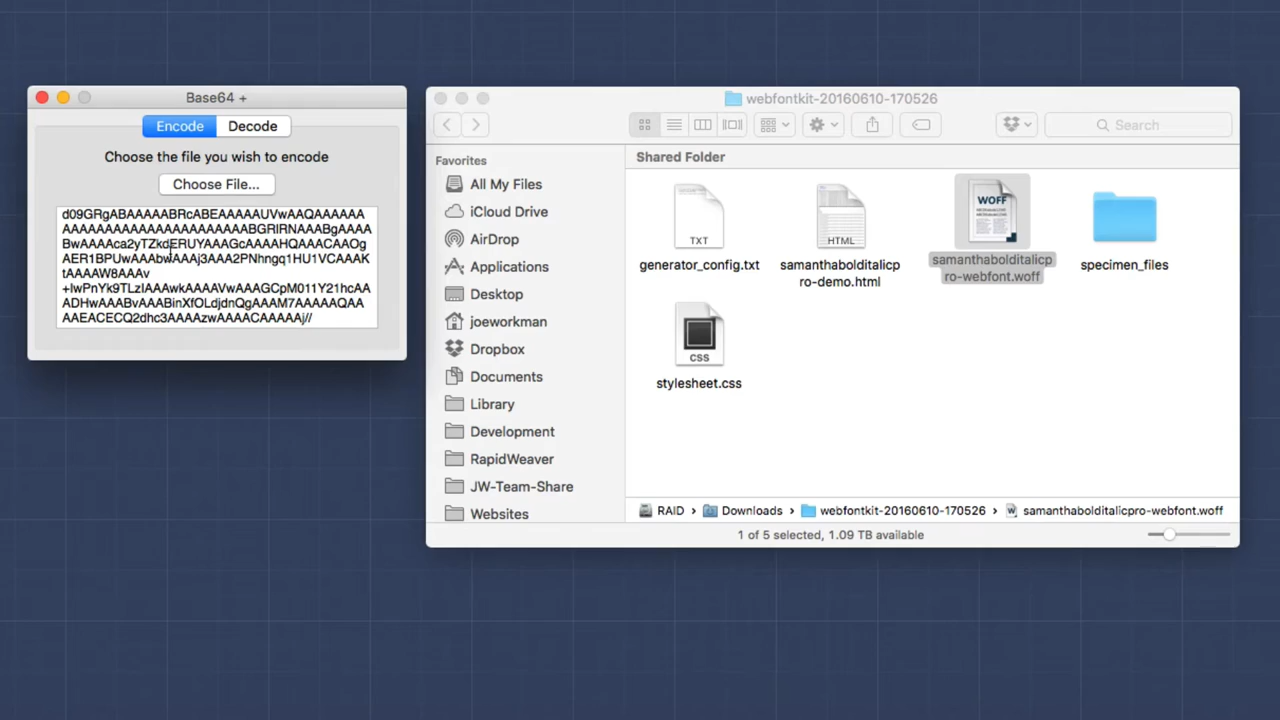 Base64 +
Encode
Decode
Choose the file you wish to encode
Choose File...
d09GRgABAAAAABRcABEAAAAAUVwAAQAAAAAA
AAAAAAAAAAAAAAAAAAAAAABGRlRNAAABgAAAA
BwAAAAca2yTZkdERUYAAAGcAAAAHQAAACAAOg
AER1BPUwAAAbwAAAj3AAA2PNhngq1HU1VCAAAK
tAAAAW8AAAv
+IwPnYk9TLzIAAAwkAAAAVwAAAGCpM011Y21hcAA
AADHwAAABvAAABinXfOLdjdnQgAAAM7AAAAAQAA
AAEACECQ2dhc3AAAAzwAAAACAAAAAj//
webfontkit-20160610-170526
Search
Favorites
All My Files
iCloud Drive
AirDrop
Applications
Desktop
joeworkman
Dropbox
Documents
Library
Development
RapidWeaver
JW-Team-Share
Websites
Shared Folder
TXT
generator_config.txt
HTML
samanthabolditalicp
ro-demo.html
WOFF
samanthabolditalicp
ro-webfont.woff
specimen_files
CSS
stylesheet.css
RAID
Downloads
webfontkit-20160610-170526
samanthabolditalicpro-webfont.woff
1 of 5 selected, 1.09 TB available